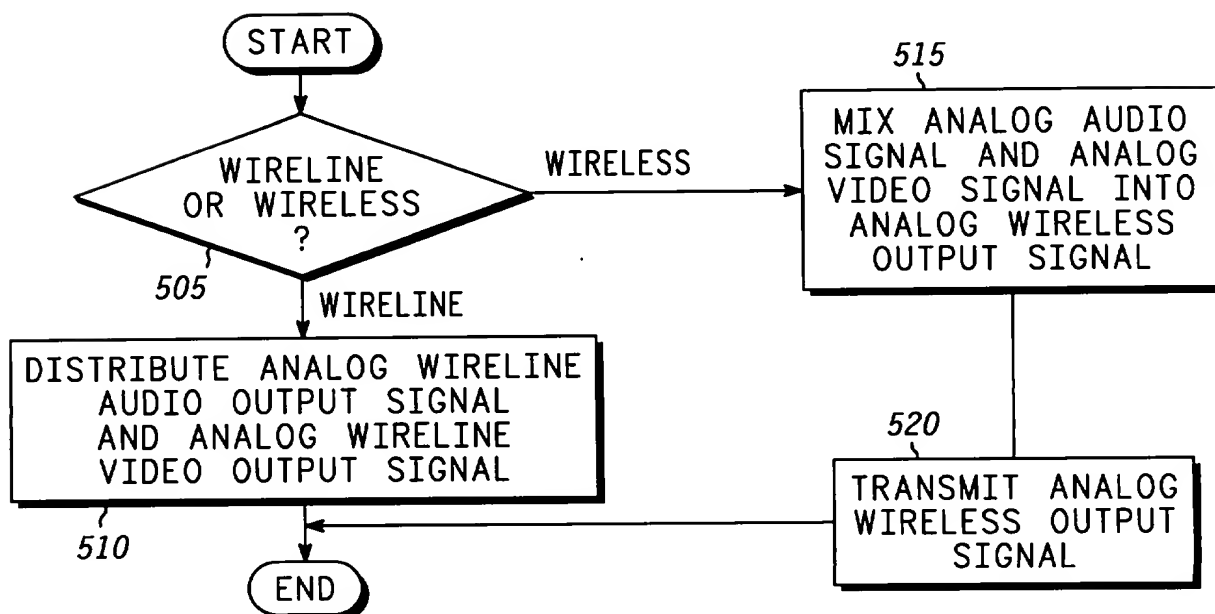 START
WIRELINE
OR WIRELESS
?
505
WIRELESS
WIRELINE
515
MIX ANALOG AUDIO
SIGNAL AND ANALOG
VIDEO SIGNAL INTO
ANALOG WIRELESS
OUTPUT SIGNAL
DISTRIBUTE ANALOG WIRELINE
AUDIO OUTPUT SIGNAL
AND ANALOG WIRELINE
VIDEO OUTPUT SIGNAL
510
520
TRANSMIT ANALOG
WIRELESS OUTPUT
SIGNAL
END